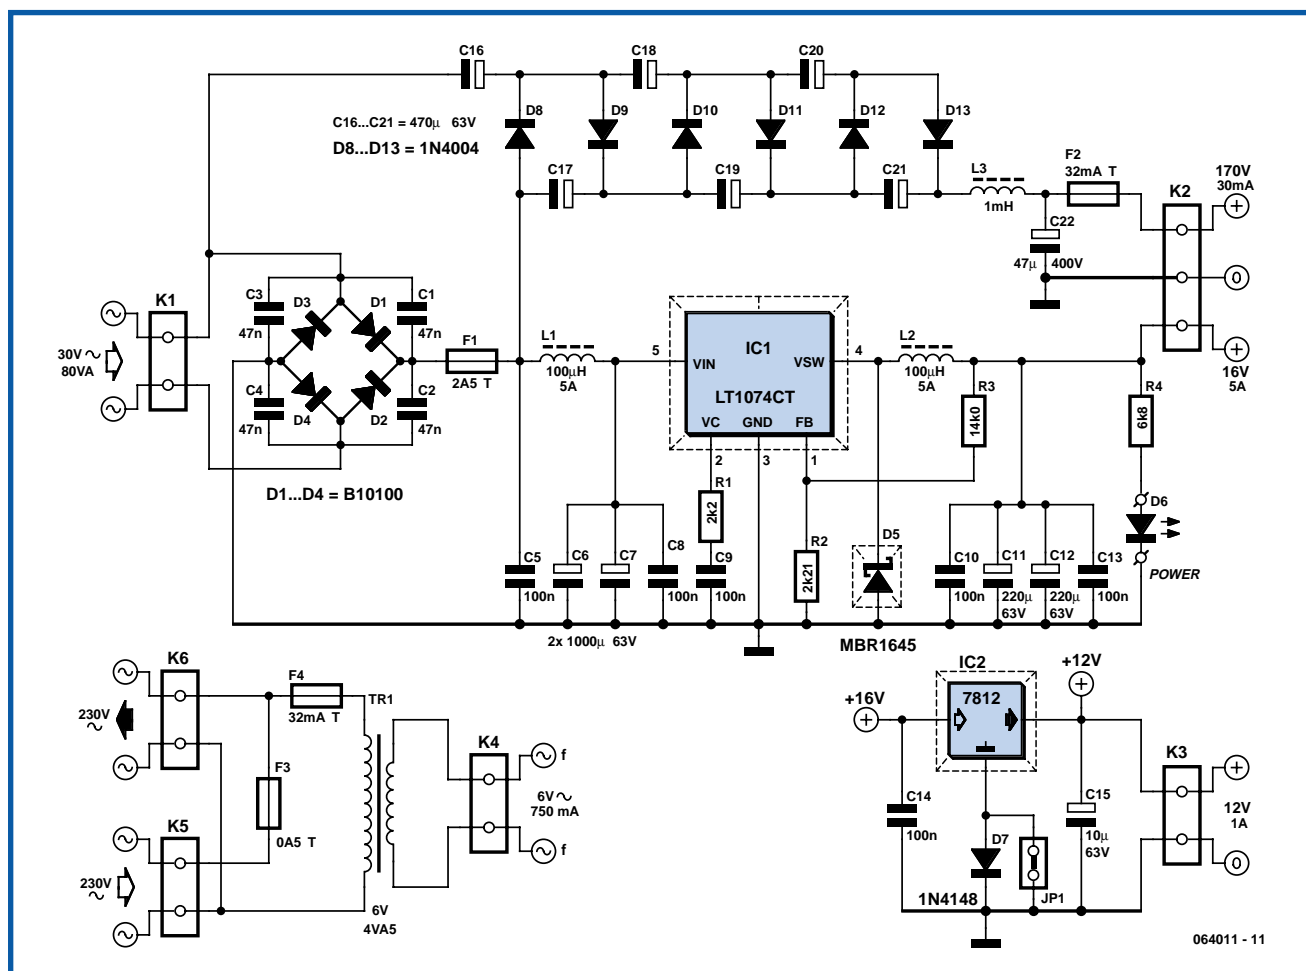 C16
C18
C20
D8
D9
D10
D11
D12
D13
C16...C21 = 470µ 63V
D8...D13 = 1N4004
C17
C19
C21
L3
1mH
F2
32mA T
K2
170V
30mA
C22
47µ 400V
0
K1
30V ~
80VA
C3
47n
D3
D1
C1
47n
C4
47n
D4
D2
C2
47n
F1
2A5 T
L1
100µH
5A
5
VIN
IC1
VSW
LT1074CT
VC
GND
FB
4
2
3
1
L2
100µH
5A
R3
14k0
16V
5A
R4
6k8
D1...D4 = B10100
R1
2k2
R2
2k21
D5
D6
POWER
C5
100n
C6
C7
C8
100n
C9
100n
C10
100n
C11
220µ
63V
C12
220µ
63V
C13
100n
2x 1000µ 63V
MBR1645
K6
230V
~
F4
32mA T
TR1
F3
0A5 T
K5
230V
~
6V
4VA5
K4
f
6V ~
750 mA
f
IC2
+16V
7812
+12V
K3
C14
100n
C15
10µ
63V
D7
1N4148
JP1
12V
1A
0
064011 - 11